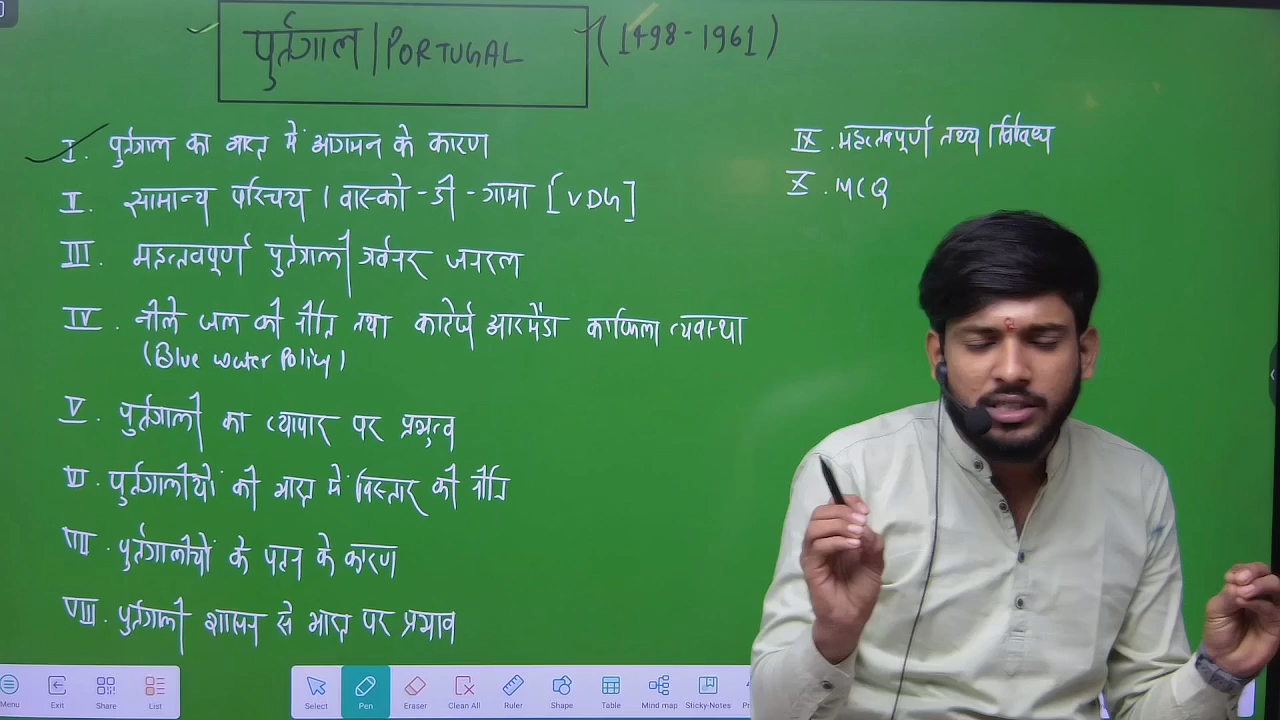 पुर्तगाल | PORTUGAL (1498-1961)
I. पुर्तगाल का भारत में आगमन के कारण
II. सामान्य परिचय । वास्को-डी-गामा [VDG]
III. महत्वपूर्ण पुर्तगाली गर्वनर जनरल
IV. नीले जल की नीति तथा कार्टेज आरमैडा काफिला व्यवस्था
(Blue water Policy)
V. पुर्तगाली का व्यापार पर प्रभुत्व
VI. पुर्तगालीयों की भारत में विस्तार की नीति
VII. पुर्तगालीयों के पतन के कारण
VIII. पुर्तगाली शासन से भारत पर प्रभाव
IX. महत्वपूर्ण तथ्य | विविध
X. MCQ
Menu
Exit
Share
List
Select
Pen
Eraser
Clean All
Ruler
Shape
Table
Mind map
Sticky-Notes